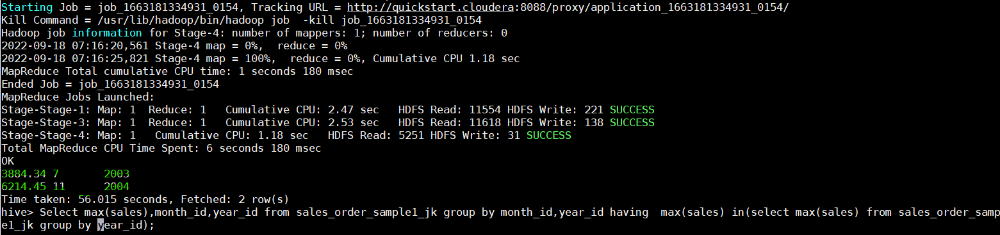 Starting Job = job_1663181334931_0154, Tracking URL = http://quickstart.cloudera:8088/proxy/application_1663181334931_0154/
Kill Command = /usr/lib/hadoop/bin/hadoop job  -kill job_1663181334931_0154
Hadoop job information for Stage-4: number of mappers: 1; number of reducers: 0
2022-09-18 07:16:20,561 Stage-4 map = 0%,  reduce = 0%
2022-09-18 07:16:25,821 Stage-4 map = 100%,  reduce = 0%, Cumulative CPU 1.18 sec
MapReduce Total cumulative CPU time: 1 seconds 180 msec
Ended Job = job_1663181334931_0154
MapReduce Jobs Launched:
Stage-Stage-1: Map: 1  Reduce: 1   Cumulative CPU: 2.47 sec   HDFS Read: 11554 HDFS Write: 221 SUCCESS
Stage-Stage-3: Map: 1  Reduce: 1   Cumulative CPU: 2.53 sec   HDFS Read: 11618 HDFS Write: 138 SUCCESS
Stage-Stage-4: Map: 1   Cumulative CPU: 1.18 sec   HDFS Read: 5251 HDFS Write: 31 SUCCESS
Total MapReduce CPU Time Spent: 6 seconds 180 msec
OK
3884.34 7       2003
6214.45 11      2004
Time taken: 56.015 seconds, Fetched: 2 row(s)
hive> Select max(sales),month_id,year_id from sales_order_sample1_jk group by month_id,year_id having  max(sales) in(select max(sales) from sales_order_samp
e1_jk group by year_id);